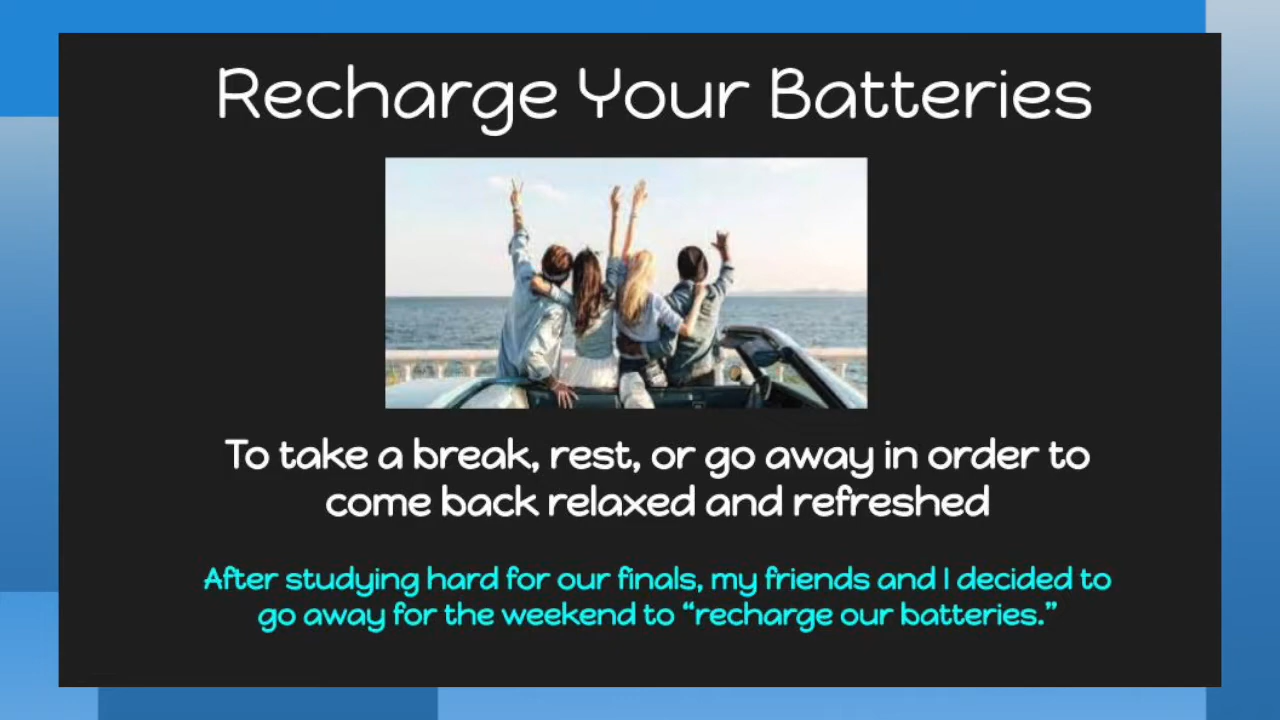 Recharge Your Batteries
To take a break, rest, or go away in order to
come back relaxed and refreshed
After studying hard for our finals, my friends and I decided to
go away for the weekend to “recharge our batteries.”